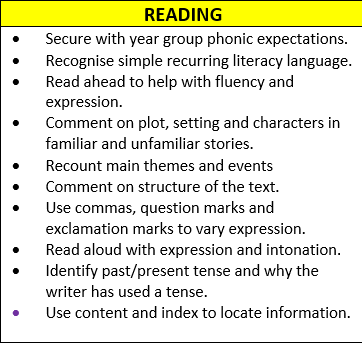 READING
• Secure with year group phonic expectations.
• Recognise simple recurring literacy language.
• Read ahead to help with fluency and
expression.
• Comment on plot, setting and characters in
familiar and unfamiliar stories.
• Recount main themes and events
• Comment on structure of the text.
• Use commas, question marks and
exclamation marks to vary expression.
• Read aloud with expression and intonation.
• Identify past/present tense and why the
writer has used a tense.
• Use content and index to locate information.